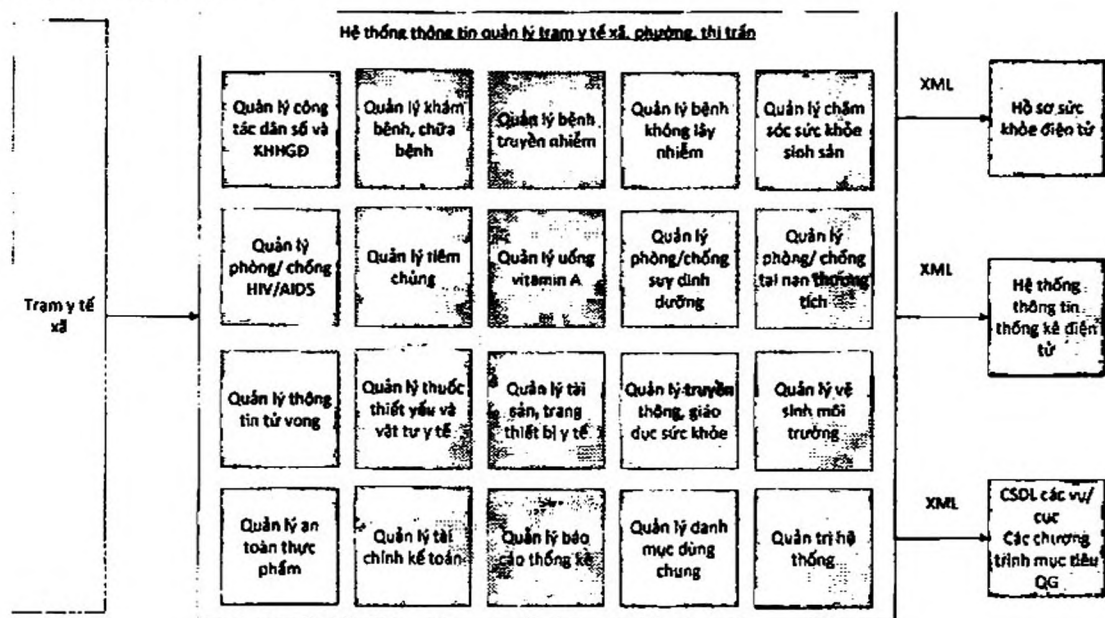 Hệ thống thông tin quản lý trạm y tế xã, phường, thị trấn
Trạm y tế
xã
Quản lý công
tác dân số và
KHHGĐ
Quản lý khám
bệnh, chữa
bệnh
Quản lý bệnh
truyền nhiễm
Quản lý bệnh
không lây
nhiễm
Quản lý chăm
sóc sức khỏe
sinh sản
Quản lý
phòng/ chống
HIV/AIDS
Quản lý tiêm
chủng
Quản lý uống
vitamin A
Quản lý
phòng/chống
suy dinh
dưỡng
Quản lý
phòng/ chống
tai nạn thương
tích
Quản lý thông
tin tử vong
Quản lý thuốc
thiết yếu và
vật tư y tế
Quản lý tài
sản, trang
thiết bị y tế
Quản lý truyền
thông, giáo
dục sức khỏe
Quản lý vệ
sinh môi
trường
Quản lý an
toàn thực
phẩm
Quản lý tài
chính kế toán
Quản lý báo
cáo thống kê
Quản lý danh
mục dùng
chung
Quản trị hệ
thống
XML
Hồ sơ sức
khỏe điện tử
XML
Hệ thống
thông tin
thống kê điện
tử
XML
CSDL các vụ/
cục
Các chương
trình mục tiêu
QG